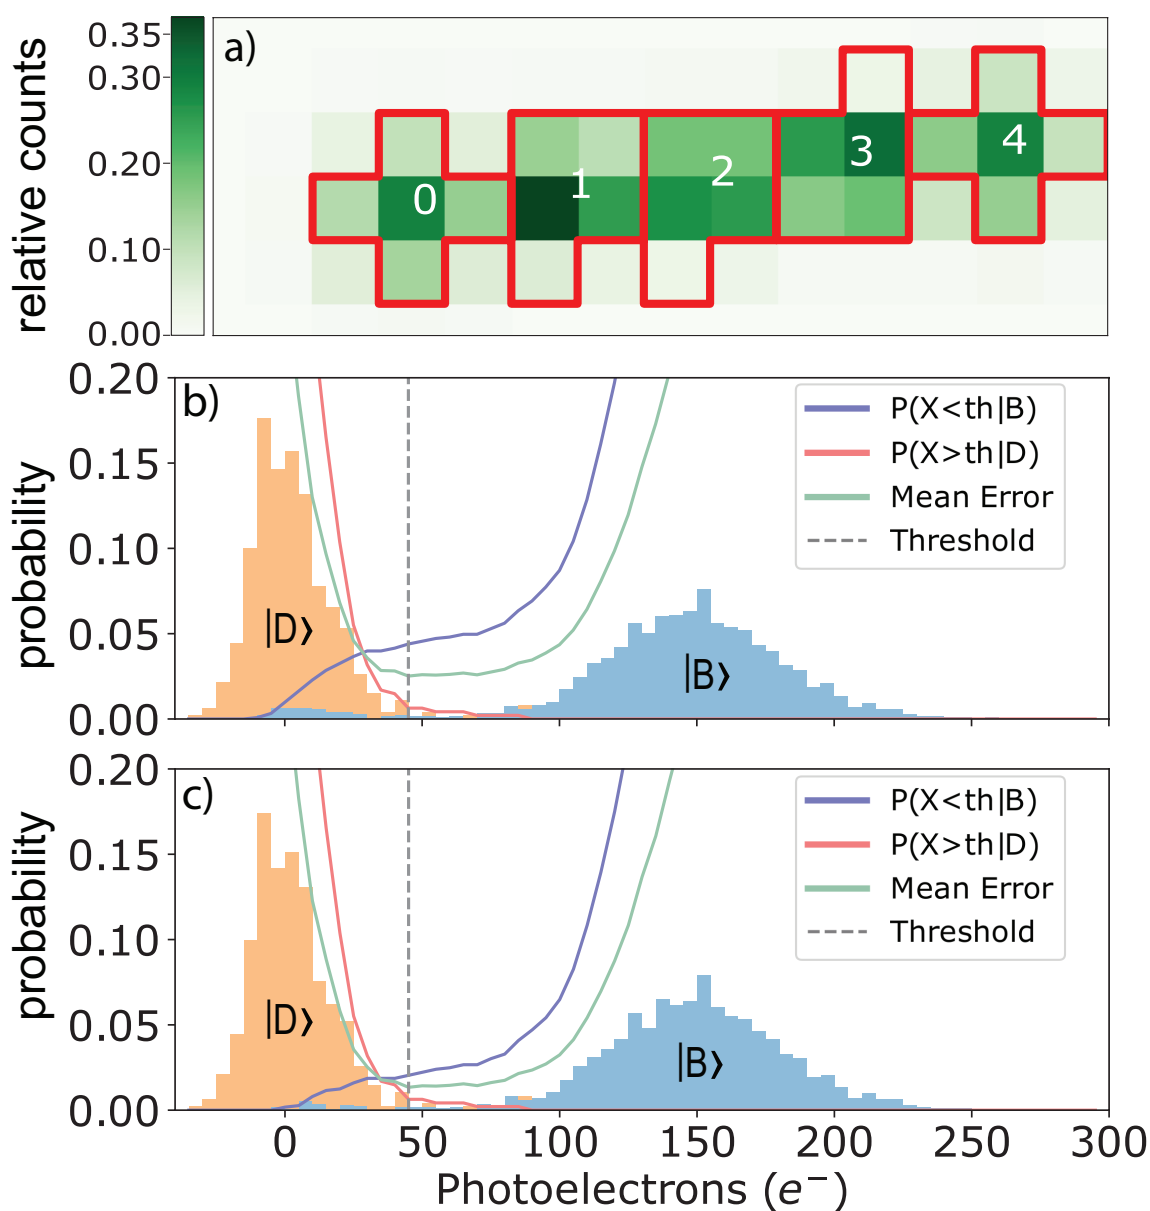 relative counts
0.35
0.30
0.20
0.10
0.00
a)
0
1
2
3
4
b)
probability
0.20
0.15
0.10
0.05
0.00
P(X<th|B)
P(X>th|D)
Mean Error
Threshold
|D⟩
|B⟩
c)
probability
0.20
0.15
0.10
0.05
0.00
P(X<th|B)
P(X>th|D)
Mean Error
Threshold
|D⟩
|B⟩
0 50 100 150 200 250 300
Photoelectrons (e⁻)